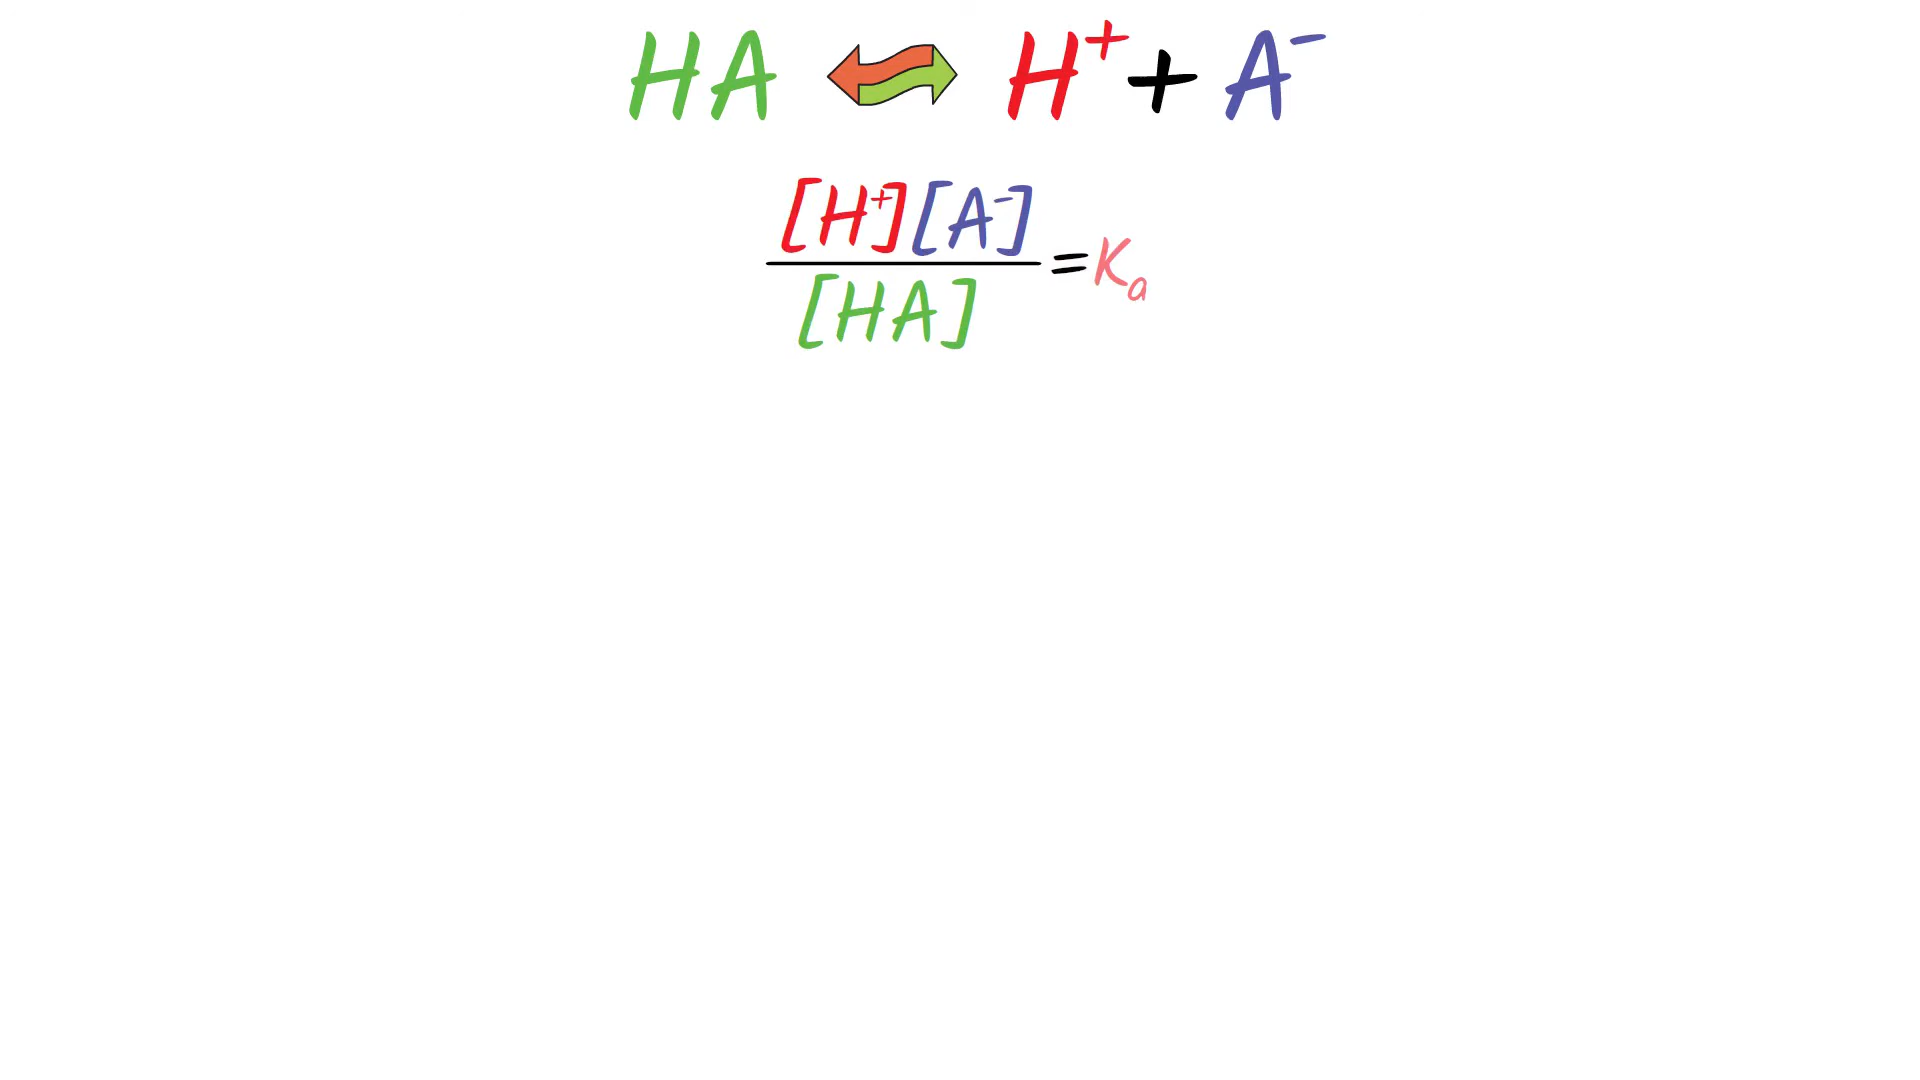 HA ⇔ H⁺ + A⁻
[H⁺][A⁻]
= Kₐ
[HA]